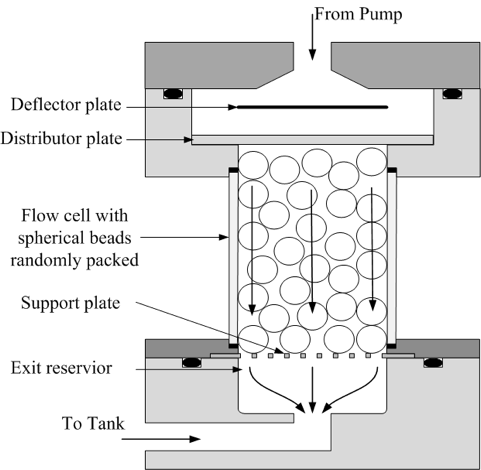 From Pump
Deflector plate
Distributor plate
Flow cell with
spherical beads
randomly packed
Support plate
Exit reservior
To Tank